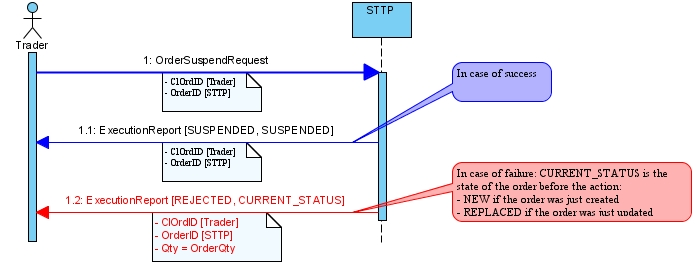 STTP
Trader
1: OrderSuspendRequest
- ClOrdID [Trader]
- OrderID [STTP]
In case of success
1.1: ExecutionReport [SUSPENDED, SUSPENDED]
- ClOrdID [Trader]
- OrderID [STTP]
In case of failure: CURRENT_STATUS is the
state of the order before the action:
- NEW if the order was just created
- REPLACED if the order was just updated
1.2: ExecutionReport [REJECTED, CURRENT_STATUS]
- ClOrdID [Trader]
- OrderID [STTP]
- Qty = OrderQty